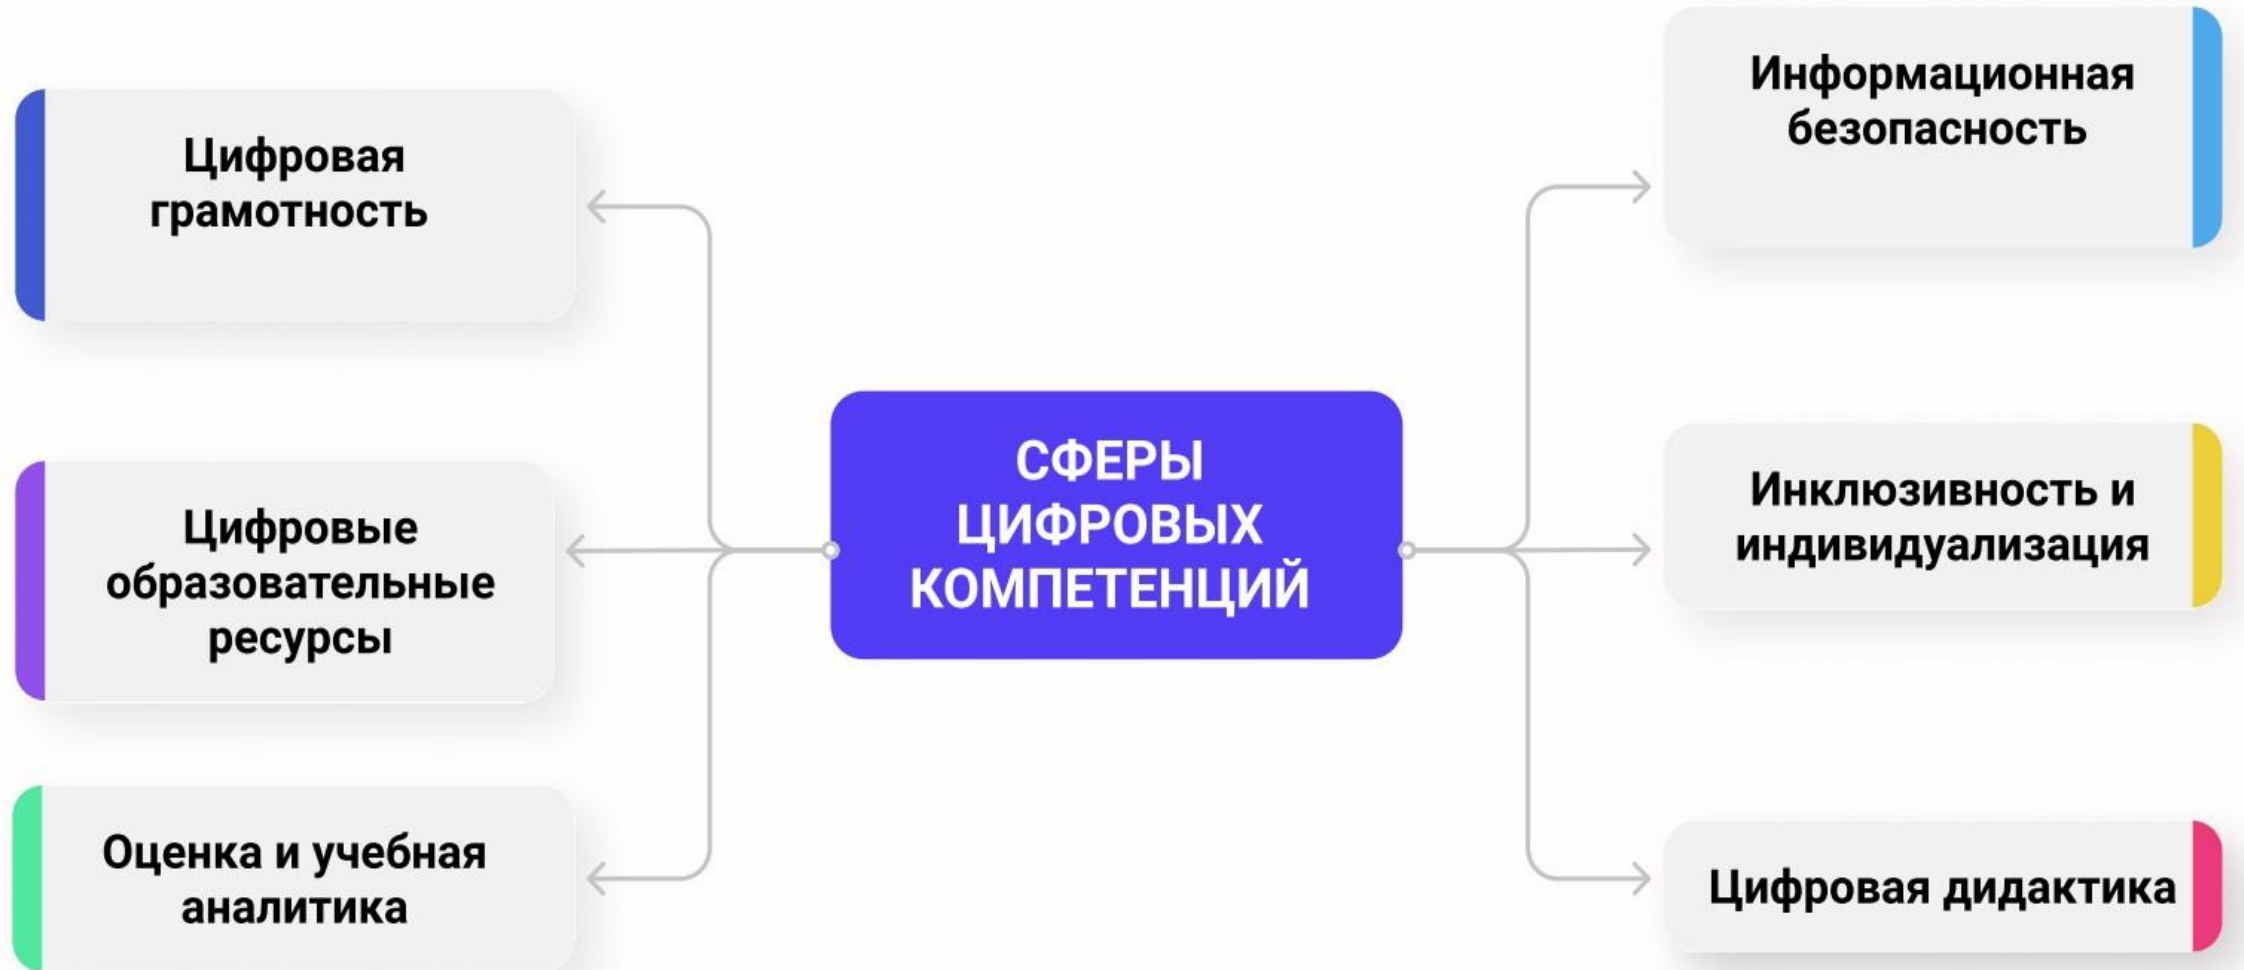 Цифровая
грамотность
Цифровые
образовательные
ресурсы
Оценка и учебная
аналитика
СФЕРЫ
ЦИФРОВЫХ
КОМПЕТЕНЦИЙ
Информационная
безопасность
Инклюзивность и
индивидуализация
Цифровая дидактика